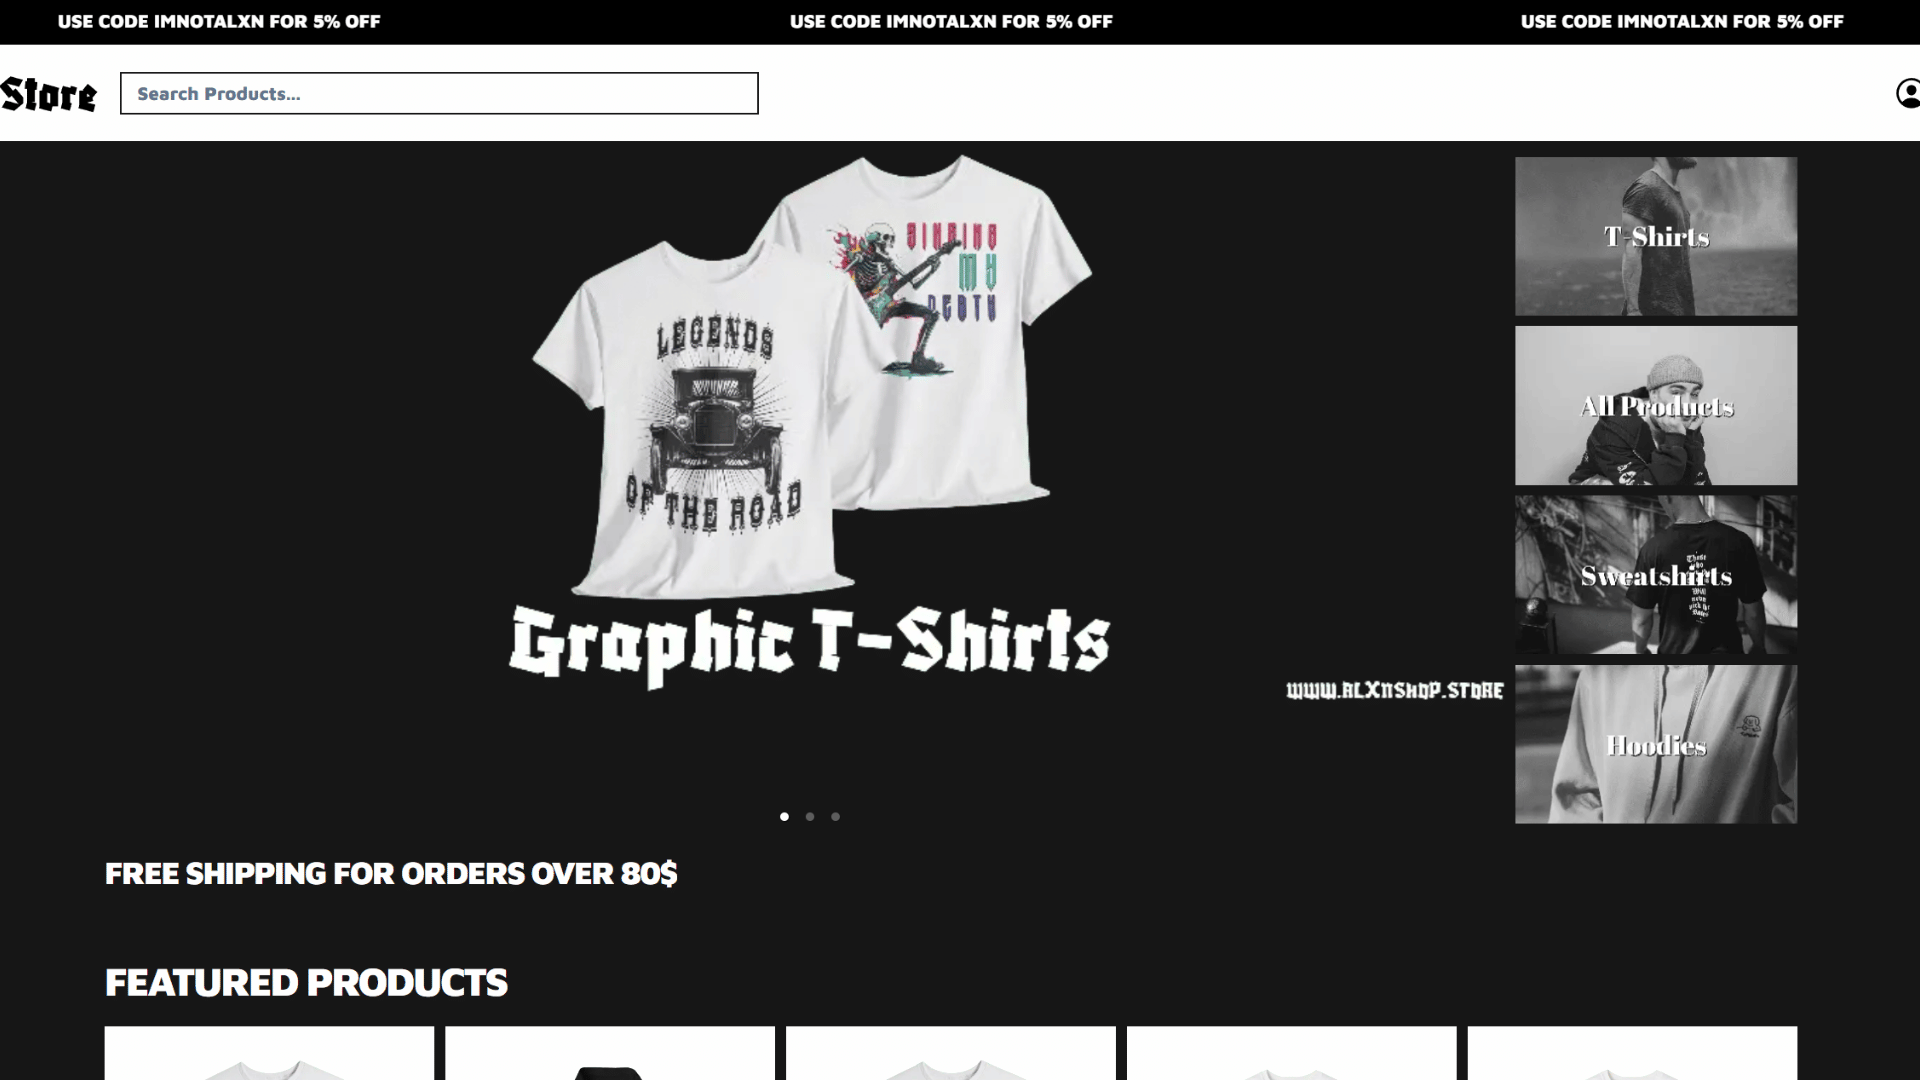 USE CODE IMNOTALXN FOR 5% OFF
USE CODE IMNOTALXN FOR 5% OFF
USE CODE IMNOTALXN FOR 5% OFF
Store
Search Products...
LEGENDS
OF THE ROAD
MY
DEATH
Graphic T-Shirts
WWW.ALXNSHOP.STORE
T-Shirts
All Products
Sweatshirts
Hoodies
FREE SHIPPING FOR ORDERS OVER 80$
FEATURED PRODUCTS